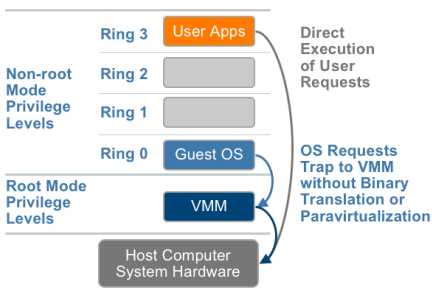 Ring 3
User Apps
Direct
Execution
of User
Requests
Non-root
Mode
Privilege
Levels
Ring 2
Ring 1
Ring 0
Guest OS
OS Requests
Trap to VMM
without Binary
Translation or
Paravirtualization
Root Mode
Privilege
Levels
VMM
Host Computer
System Hardware